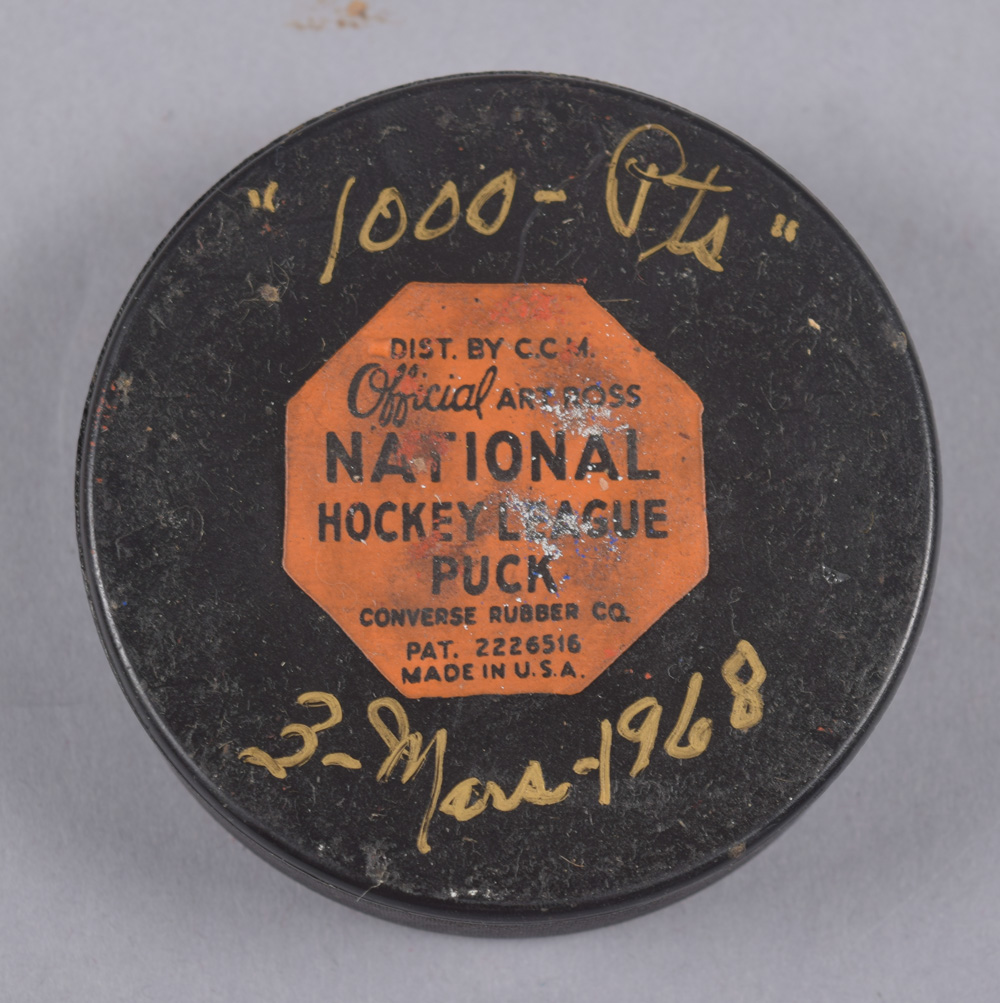 "1000-Pts"
DIST. BY C.C.M.
Official ART ROSS
NATIONAL
HOCKEY LEAGUE
PUCK
CONVERSE RUBBER CO.
PAT. 2226516
MADE IN U.S.A.
3-Mars-1968